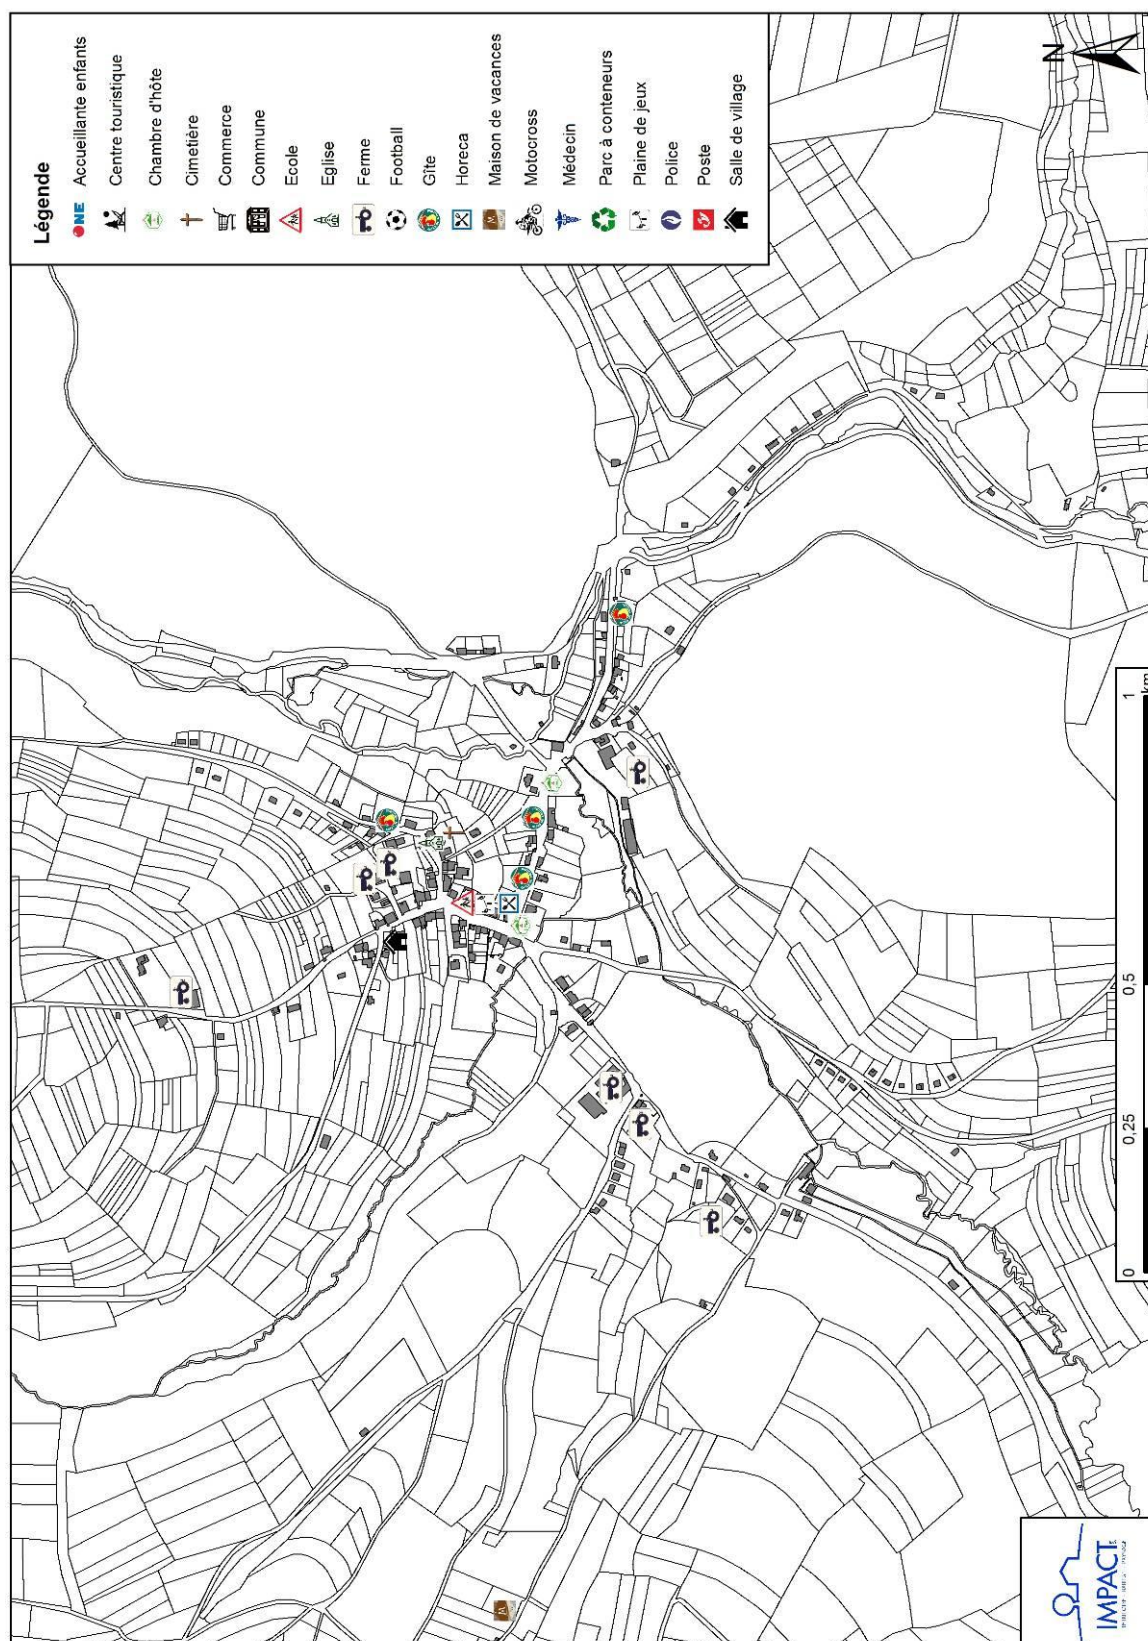 Légende
ONE Accueillante enfants
Centre touristique
Chambre d'hôte
Cimetière
Commerce
Commune
Ecole
Eglise
Ferme
Football
Gîte
Horeca
Maison de vacances
Motocross
Médecin
Parc à conteneurs
Plaine de jeux
Police
Poste
Salle de village
N
0
0,25
0,5
1
km
IMPACT